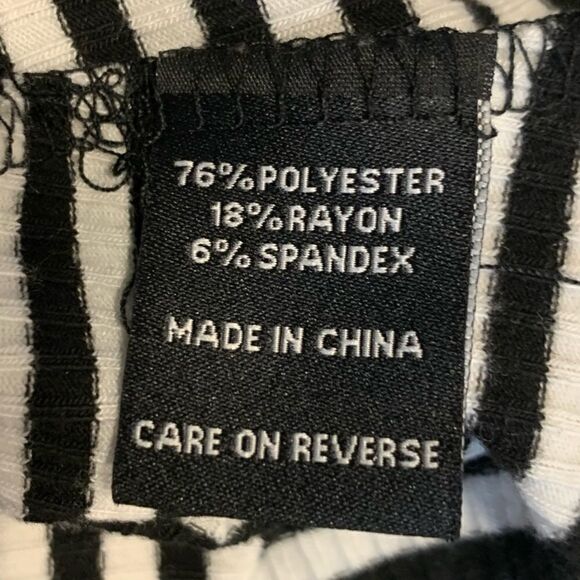 76% POLYESTER
18% RAYON
6% SPANDEX
MADE IN CHINA
CARE ON REVERSE